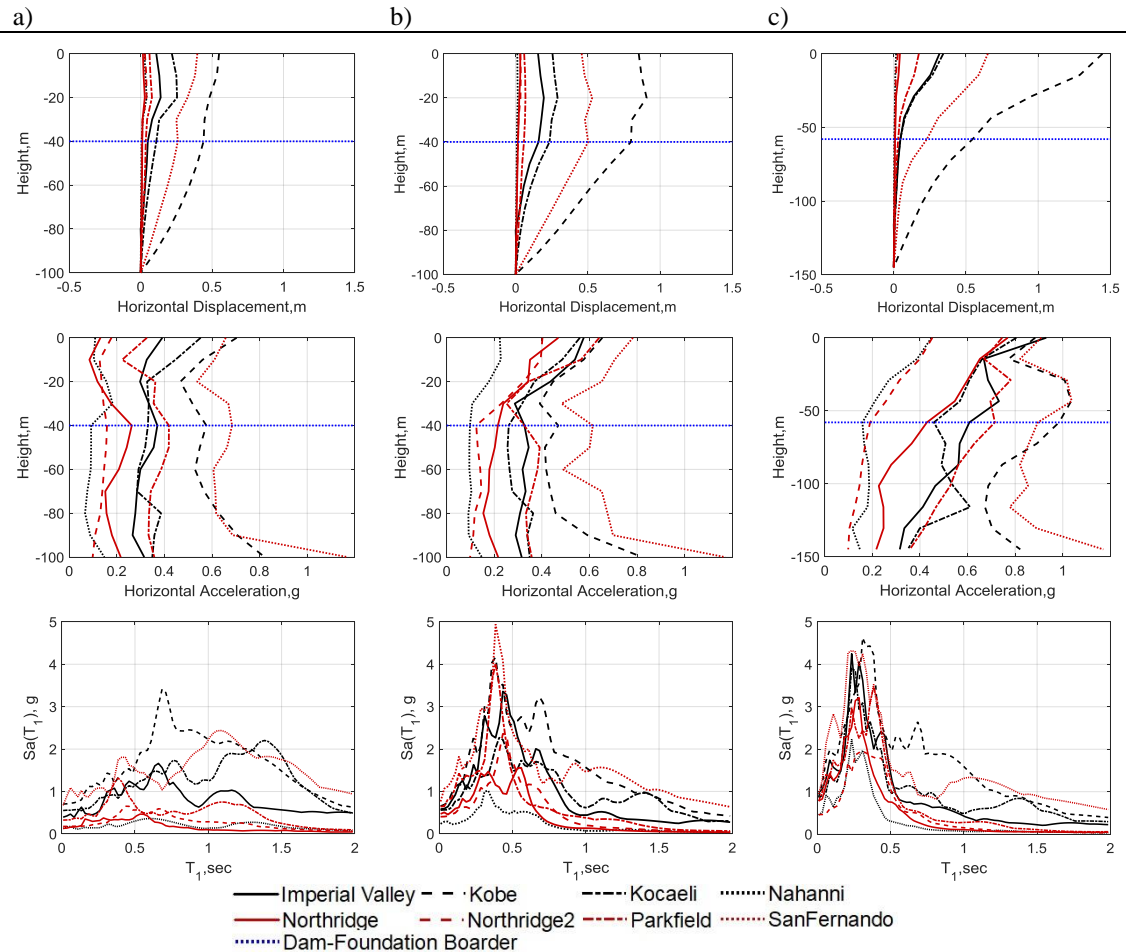 a) b) c)
0 -20 -40 -60 -80 -100
Height,m
-0.5 0 0.5 1 1.5
Horizontal Displacement,m
0 -20 -40 -60 -80 -100
Height,m
-0.5 0 0.5 1 1.5
Horizontal Displacement,m
0 -50 -100 -150
Height,m
-0.5 0 0.5 1 1.5
Horizontal Displacement,m
0 -20 -40 -60 -80 -100
Height,m
0 0.2 0.4 0.6 0.8 1
Horizontal Acceleration,g
0 -20 -40 -60 -80 -100
Height,m
0 0.2 0.4 0.6 0.8 1
Horizontal Acceleration,g
0 -50 -100 -150
Height,m
0 0.2 0.4 0.6 0.8 1
Horizontal Acceleration,g
5 4 3 2 1 0
Sa(T1), g
0 0.5 1 1.5 2
T1,sec
5 4 3 2 1 0
Sa(T1), g
0 0.5 1 1.5 2
T1,sec
5 4 3 2 1 0
Sa(T1), g
0 0.5 1 1.5 2
T1,sec
Imperial Valley Kobe Kocaeli Nahanni
Northridge Northridge2 Parkfield SanFernando
Dam-Foundation Boarder